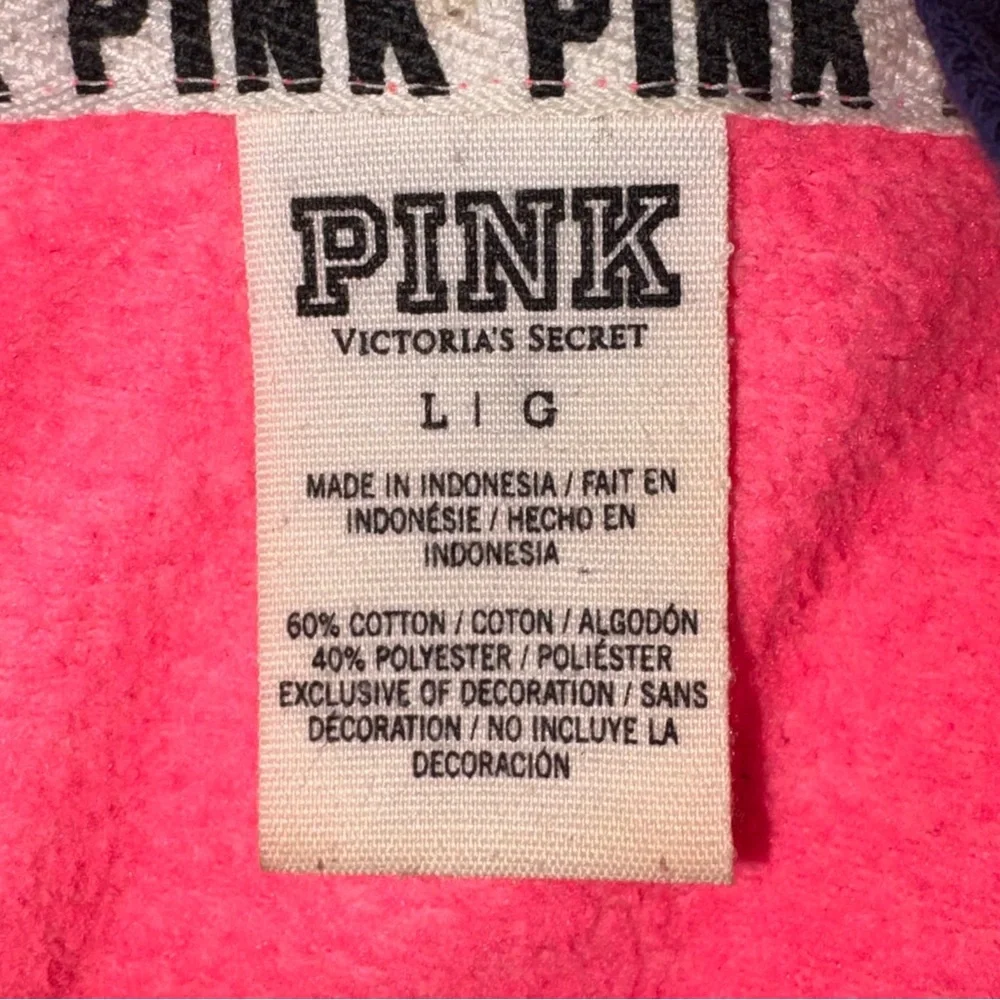 PINK PINK
PINK
VICTORIA'S SECRET
L | G
MADE IN INDONESIA / FAIT EN
INDONÉSIE / HECHO EN
INDONESIA
60% COTTON / COTON / ALGODÓN
40% POLYESTER / POLIÉSTER
EXCLUSIVE OF DECORATION / SANS
DÉCORATION / NO INCLUYE LA
DECORACIÓN